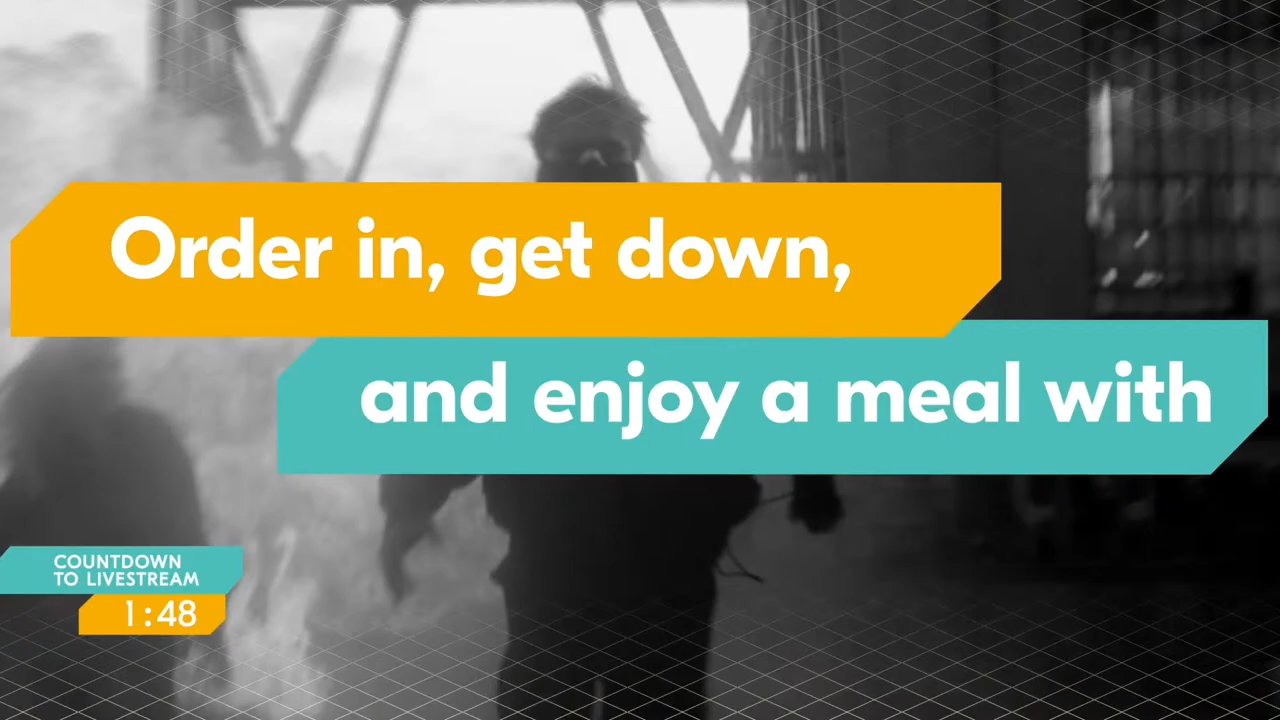 Order in, get down,
and enjoy a meal with
COUNTDOWN
TO LIVESTREAM
1:48